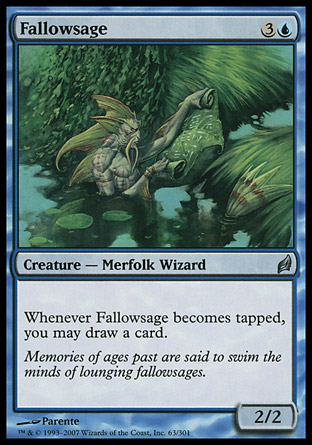 Fallowsage 3
Creature — Merfolk Wizard
Whenever Fallowsage becomes tapped,
you may draw a card.
Memories of ages past are said to swim the
minds of lounging fallowsages.
Parente
™ & © 1993–2007 Wizards of the Coast, Inc. 63/301
2/2